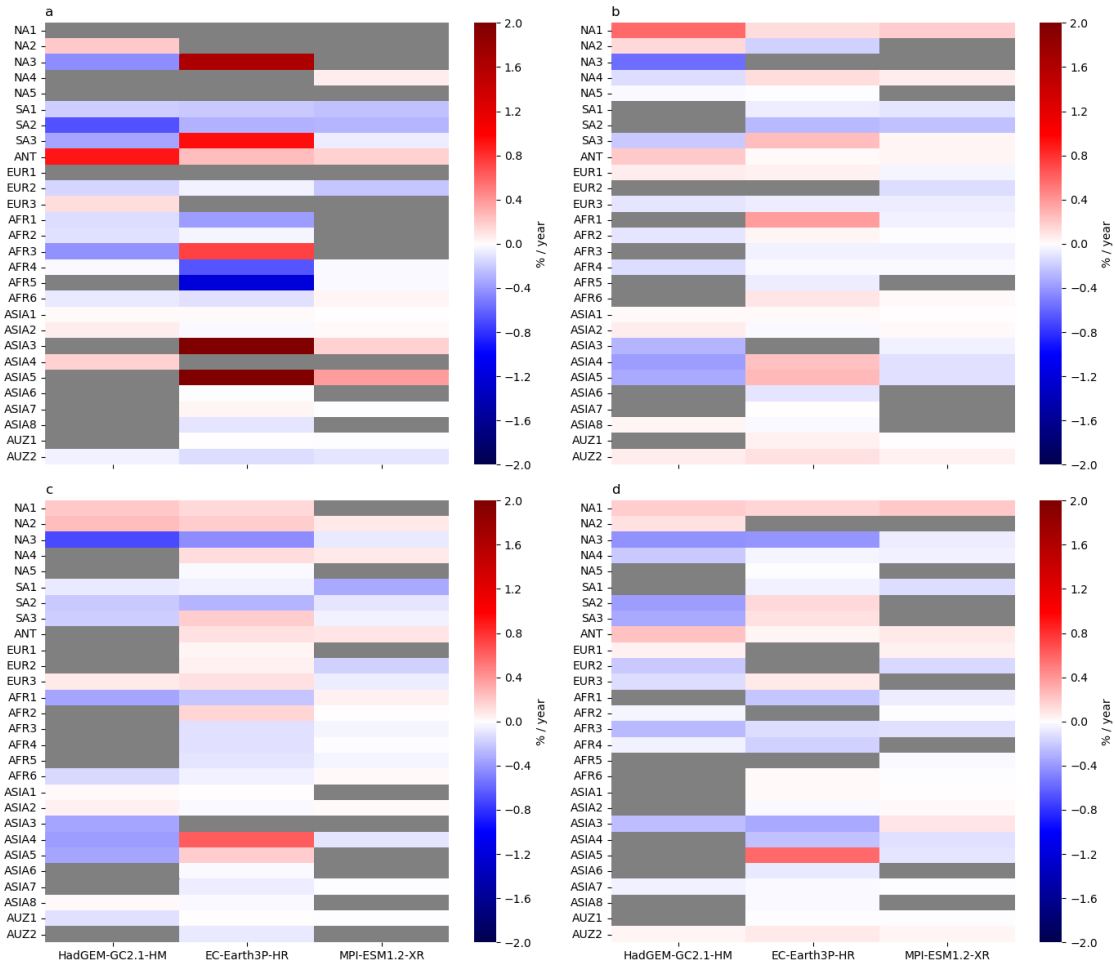 a
NA1
NA2
NA3
NA4
NA5
SA1
SA2
SA3
ANT
EUR1
EUR2
EUR3
AFR1
AFR2
AFR3
AFR4
AFR5
AFR6
ASIA1
ASIA2
ASIA3
ASIA4
ASIA5
ASIA6
ASIA7
ASIA8
AUZ1
AUZ2
2.0
1.6
1.2
0.8
0.4
0.0
−0.4
−0.8
−1.2
−1.6
−2.0
% / year
b
NA1
NA2
NA3
NA4
NA5
SA1
SA2
SA3
ANT
EUR1
EUR2
EUR3
AFR1
AFR2
AFR3
AFR4
AFR5
AFR6
ASIA1
ASIA2
ASIA3
ASIA4
ASIA5
ASIA6
ASIA7
ASIA8
AUZ1
AUZ2
2.0
1.6
1.2
0.8
0.4
0.0
−0.4
−0.8
−1.2
−1.6
−2.0
% / year
c
NA1
NA2
NA3
NA4
NA5
SA1
SA2
SA3
ANT
EUR1
EUR2
EUR3
AFR1
AFR2
AFR3
AFR4
AFR5
AFR6
ASIA1
ASIA2
ASIA3
ASIA4
ASIA5
ASIA6
ASIA7
ASIA8
AUZ1
AUZ2
HadGEM-GC2.1-HM EC-Earth3P-HR MPI-ESM1.2-XR
2.0
1.6
1.2
0.8
0.4
0.0
−0.4
−0.8
−1.2
−1.6
−2.0
% / year
d
NA1
NA2
NA3
NA4
NA5
SA1
SA2
SA3
ANT
EUR1
EUR2
EUR3
AFR1
AFR2
AFR3
AFR4
AFR5
AFR6
ASIA1
ASIA2
ASIA3
ASIA4
ASIA5
ASIA6
ASIA7
ASIA8
AUZ1
AUZ2
HadGEM-GC2.1-HM EC-Earth3P-HR MPI-ESM1.2-XR
2.0
1.6
1.2
0.8
0.4
0.0
−0.4
−0.8
−1.2
−1.6
−2.0
% / year